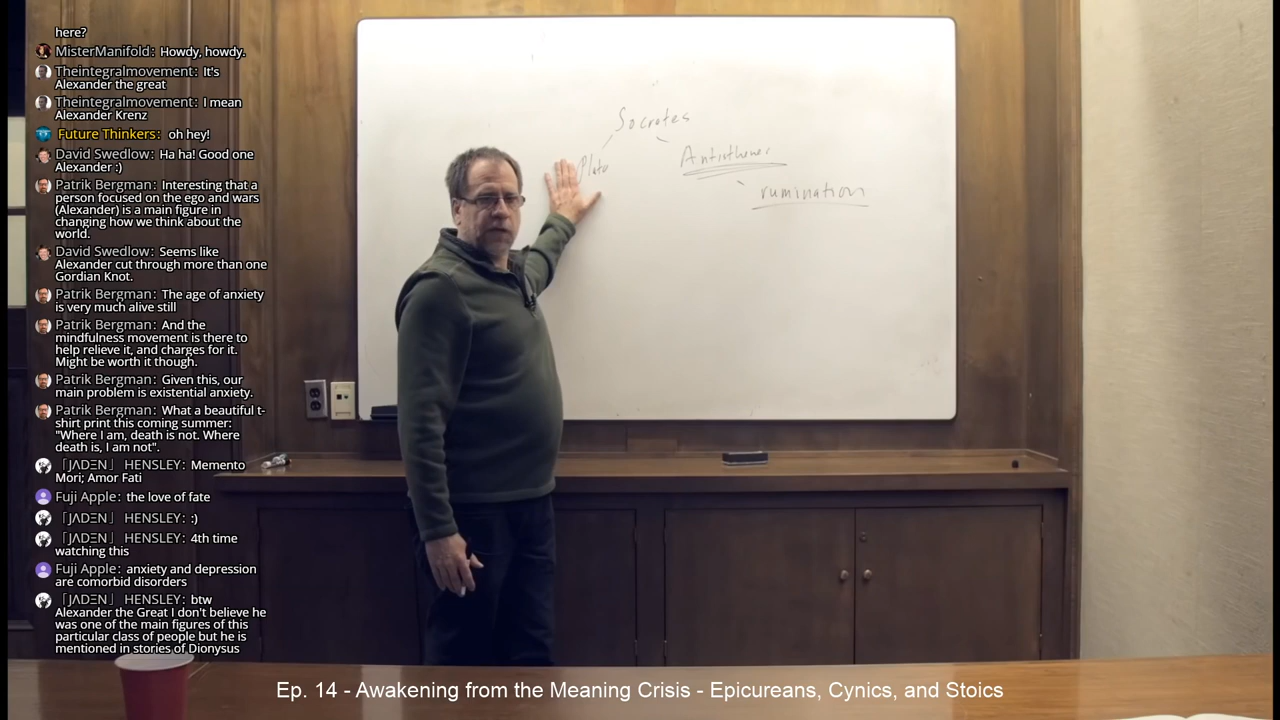 here?
MisterManifold: Howdy, howdy.
Theintegralmovement: It's
Alexander the great
Theintegralmovement: I mean
Alexander Krenz
Future Thinkers: oh hey!
David Swedlow: Ha ha! Good one
Alexander :)
Patrik Bergman: Interesting that a
person focused on the ego and wars
(Alexander) is a main figure in
changing how we think about the
world.
David Swedlow: Seems like
Alexander cut through more than one
Gordian Knot.
Patrik Bergman: The age of anxiety
is very much alive still
Patrik Bergman: And the
mindfulness movement is there to
help relieve it, and charges for it.
Might be worth it though.
Patrik Bergman: Given this, our
main problem is existential anxiety.
Patrik Bergman: What a beautiful t-
shirt print this coming summer:
"Where I am, death is not. Where
death is, I am not".
「JΛDΞN」 HENSLEY: Memento
Mori; Amor Fati
Fuji Apple: the love of fate
「JΛDΞN」 HENSLEY: :)
「JΛDΞN」 HENSLEY: 4th time
watching this
Fuji Apple: anxiety and depression
are comorbid disorders
「JΛDΞN」 HENSLEY: btw
Alexander the Great I don't believe he
was one of the main figures of this
particular class of people but he is
mentioned in stories of Dionysus
Socrates
Plato
Antisthenes
rumination
Ep. 14 - Awakening from the Meaning Crisis - Epicureans, Cynics, and Stoics